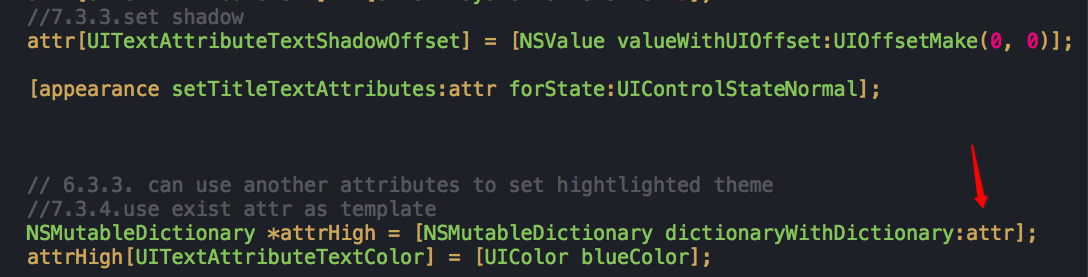 //7.3.3.set shadow
attr[UITextAttributeTextShadowOffset] = [NSValue valueWithUIOffset:UIOffsetMake(0, 0)];
[appearance setTitleTextAttributes:attr forState:UIControlStateNormal];
// 6.3.3. can use another attributes to set hightlighted theme
//7.3.4.use exist attr as template
NSMutableDictionary *attrHigh = [NSMutableDictionary dictionaryWithDictionary:attr];
attrHigh[UITextAttributeTextColor] = [UIColor blueColor];